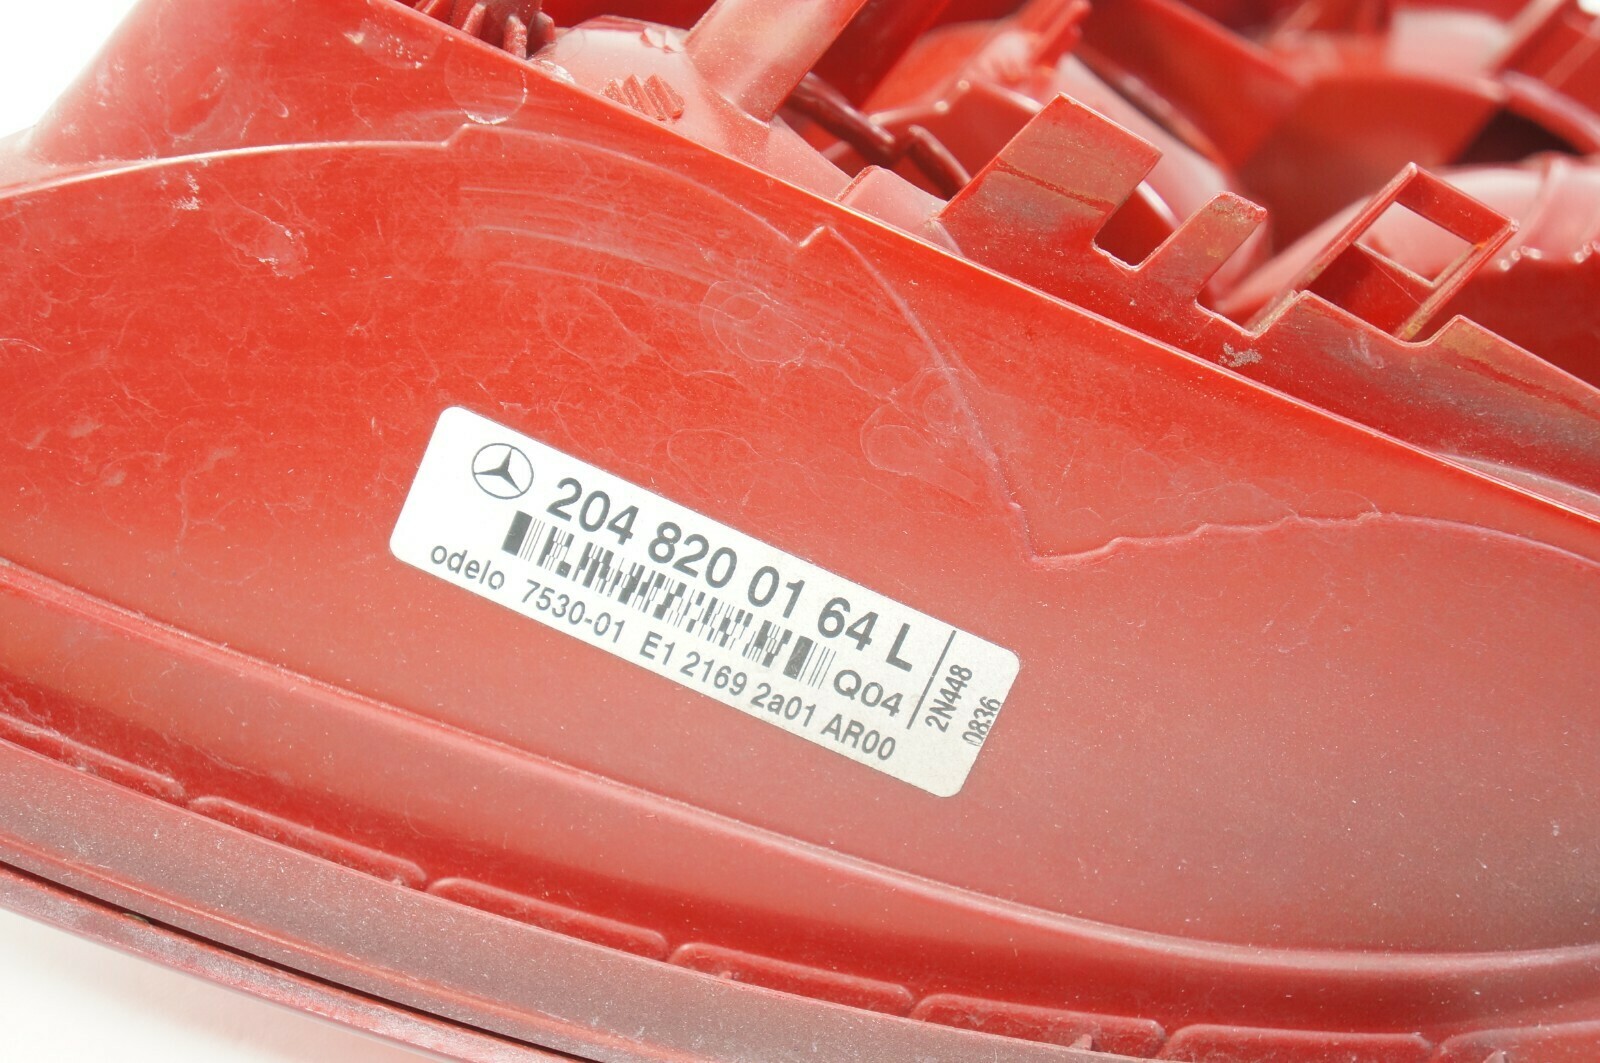 204 820 01 64 L
Q04
odelo 7530-01 E1 2169 2a01 AR00
2N448
0836